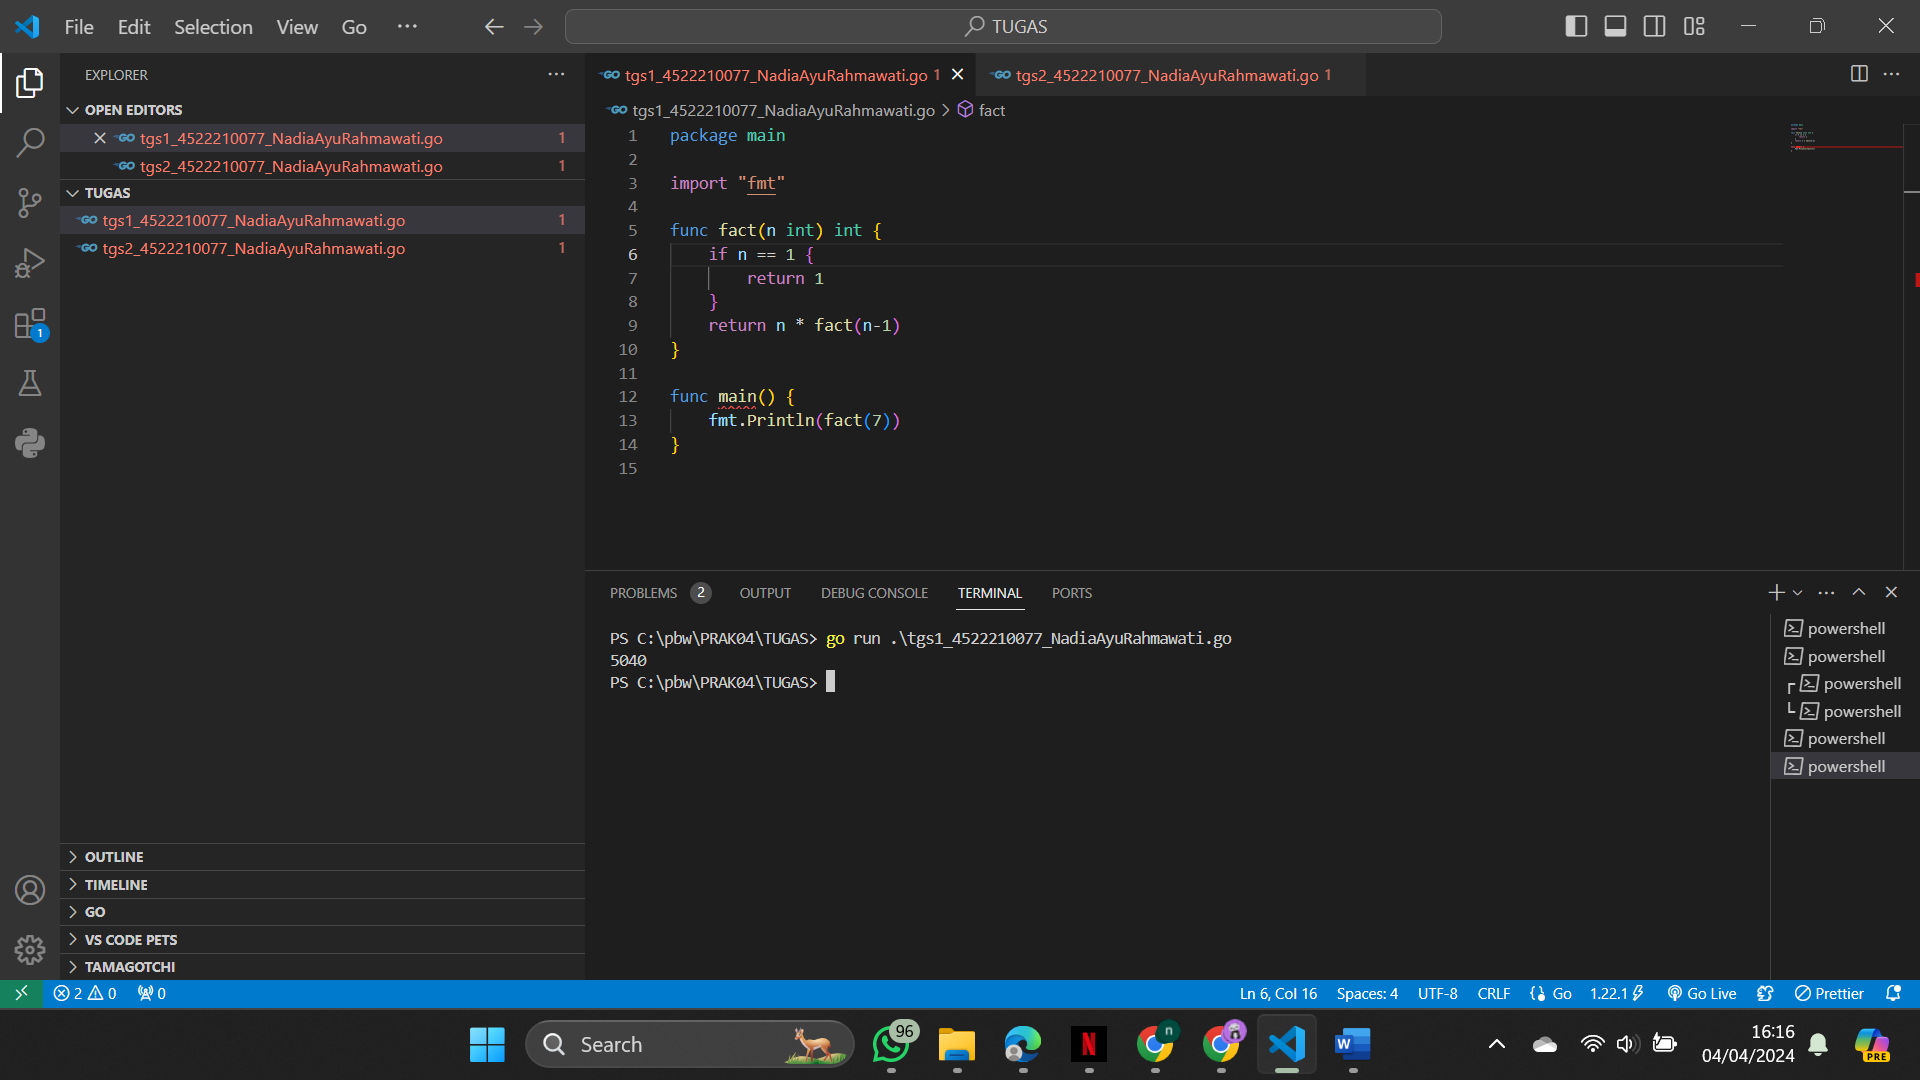 File Edit Selection View Go ··· TUGAS
EXPLORER
OPEN EDITORS
tgs1_4522210077_NadiaAyuRahmawati.go 1
tgs2_4522210077_NadiaAyuRahmawati.go 1
TUGAS
tgs1_4522210077_NadiaAyuRahmawati.go 1
tgs2_4522210077_NadiaAyuRahmawati.go 1
1
OUTLINE
TIMELINE
GO
VS CODE PETS
TAMAGOTCHI
GO tgs1_4522210077_NadiaAyuRahmawati.go 1 GO tgs2_4522210077_NadiaAyuRahmawati.go 1
GO tgs1_4522210077_NadiaAyuRahmawati.go > fact
1 package main
2
3 import "fmt"
4
5 func fact(n int) int {
6 if n == 1 {
7 return 1
8 }
9 return n * fact(n-1)
10 }
11
12 func main() {
13 fmt.Println(fact(7))
14 }
15
PROBLEMS 2 OUTPUT DEBUG CONSOLE TERMINAL PORTS
PS C:\pbw\PRAK04\TUGAS> go run .\tgs1_4522210077_NadiaAyuRahmawati.go
5040
PS C:\pbw\PRAK04\TUGAS>
powershell
powershell
powershell
powershell
powershell
powershell
2 0 0 Ln 6, Col 16 Spaces: 4 UTF-8 CRLF {} Go 1.22.1 Go Live Prettier
Search 96 N n W 16:16
04/04/2024 PRE